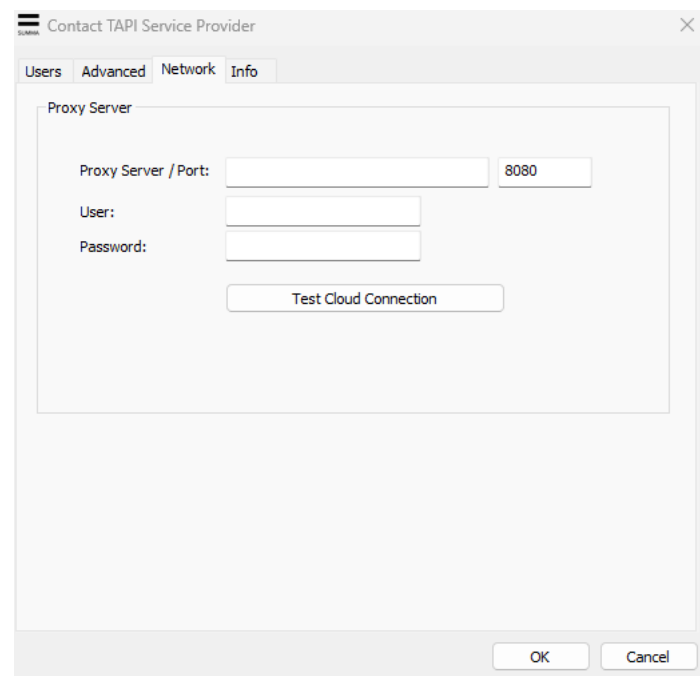 SUMMA
Contact TAPI Service Provider
Users Advanced Network Info
Proxy Server
Proxy Server / Port: 8080
User:
Password:
Test Cloud Connection
OK Cancel